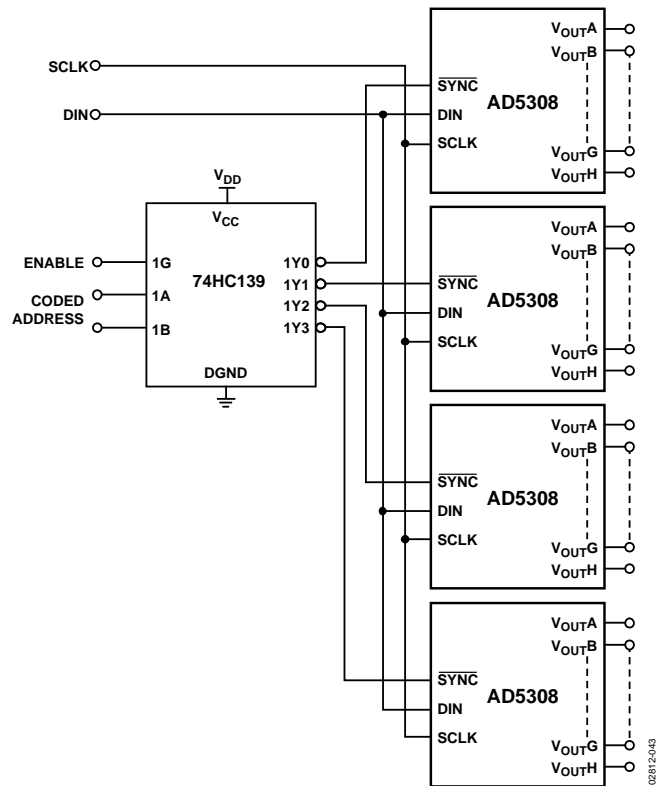 SCLK
DIN
VDD
VCC
74HC139
ENABLE
CODED
ADDRESS
1G
1A
1B
1Y0
1Y1
1Y2
1Y3
DGND
SYNC
DIN
SCLK
AD5308
VOUTA
VOUTB
VOUTG
VOUTH
SYNC
DIN
SCLK
AD5308
VOUTA
VOUTB
VOUTG
VOUTH
SYNC
DIN
SCLK
AD5308
VOUTA
VOUTB
VOUTG
VOUTH
SYNC
DIN
SCLK
AD5308
VOUTA
VOUTB
VOUTG
VOUTH
02812-043